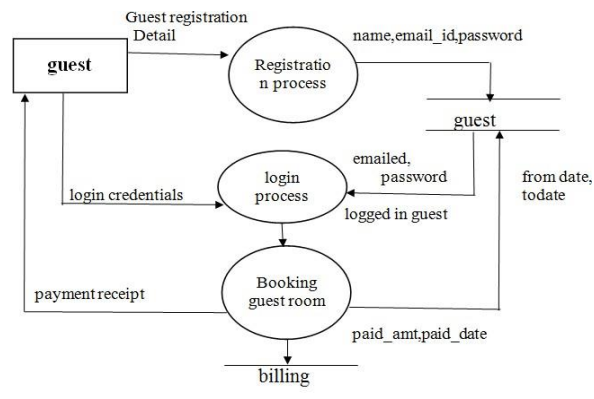 Guest registration
Detail
name,email_id,password
guest
Registratio
n process
guest
emailed,
password
from date,
todate
login
process
login credentials
logged in guest
Booking
guest room
payment receipt
paid_amt,paid_date
billing